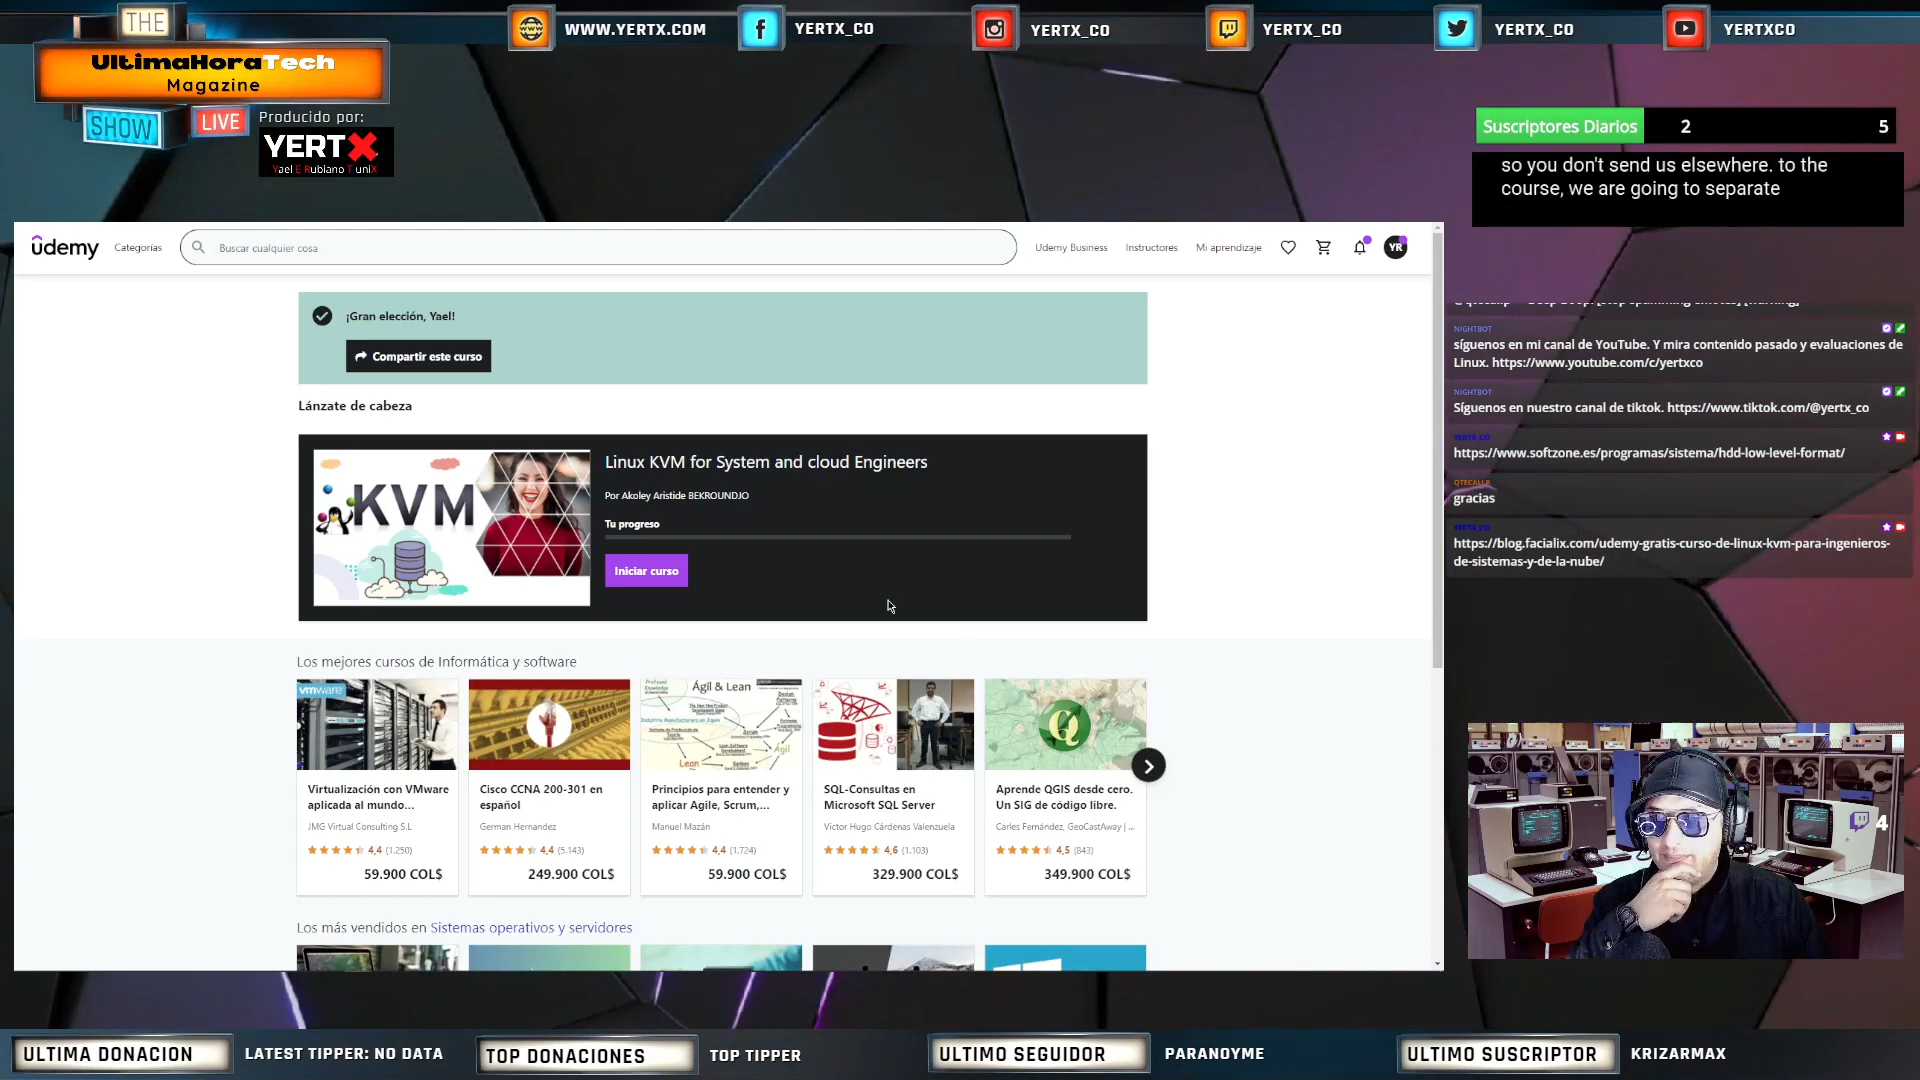 THE
UltimaHoraTech
Magazine
SHOW
LIVE
Producido por:
YERTX
Yael E Rubiano T uniX
WWW.YERTX.COM
YERTX_CO
YERTX_CO
YERTX_CO
YERTX_CO
YERTXCO
Suscriptores Diarios 2 5
so you don't send us elsewhere. to the
course, we are going to separate
udemy
Categorías
Buscar cualquier cosa
Udemy Business
Instructores
Mi aprendizaje
YR
¡Gran elección, Yael!
Compartir este curso
Lánzate de cabeza
KVM
Linux KVM for System and cloud Engineers
Por Akoley Aristide BEKROUNDJO
Tu progreso
Iniciar curso
Los mejores cursos de Informática y software
vmware
Virtualización con VMware
aplicada al mundo...
JMG Virtual Consulting S.L
4,4 (1.250)
59.900 COL$
Cisco CCNA 200-301 en
español
German Hernandez
4,4 (5.143)
249.900 COL$
Ágil & Lean
Ágil
Lean
Principios para entender y
aplicar Agile, Scrum,...
Manuel Mazán
4,4 (1.724)
59.900 COL$
SQL-Consultas en
Microsoft SQL Server
Víctor Hugo Cárdenas Valenzuela
4,6 (1.103)
329.900 COL$
Aprende QGIS desde cero.
Un SIG de código libre.
Carles Fernández, GeoCastAway | ...
4,5 (843)
349.900 COL$
Los más vendidos en Sistemas operativos y servidores
NIGHTBOT
síguenos en mi canal de YouTube. Y mira contenido pasado y evaluaciones de
Linux. https://www.youtube.com/c/yertxco
NIGHTBOT
Síguenos en nuestro canal de tiktok. https://www.tiktok.com/@yertx_co
YERTX_CO
https://www.softzone.es/programas/sistema/hdd-low-level-format/
QTECALLP
gracias
YERTX_CO
https://blog.facialix.com/udemy-gratis-curso-de-linux-kvm-para-ingenieros-
de-sistemas-y-de-la-nube/
4
ULTIMA DONACION
LATEST TIPPER: NO DATA
TOP DONACIONES
TOP TIPPER
ULTIMO SEGUIDOR
PARANOYME
ULTIMO SUSCRIPTOR
KRIZARMAX